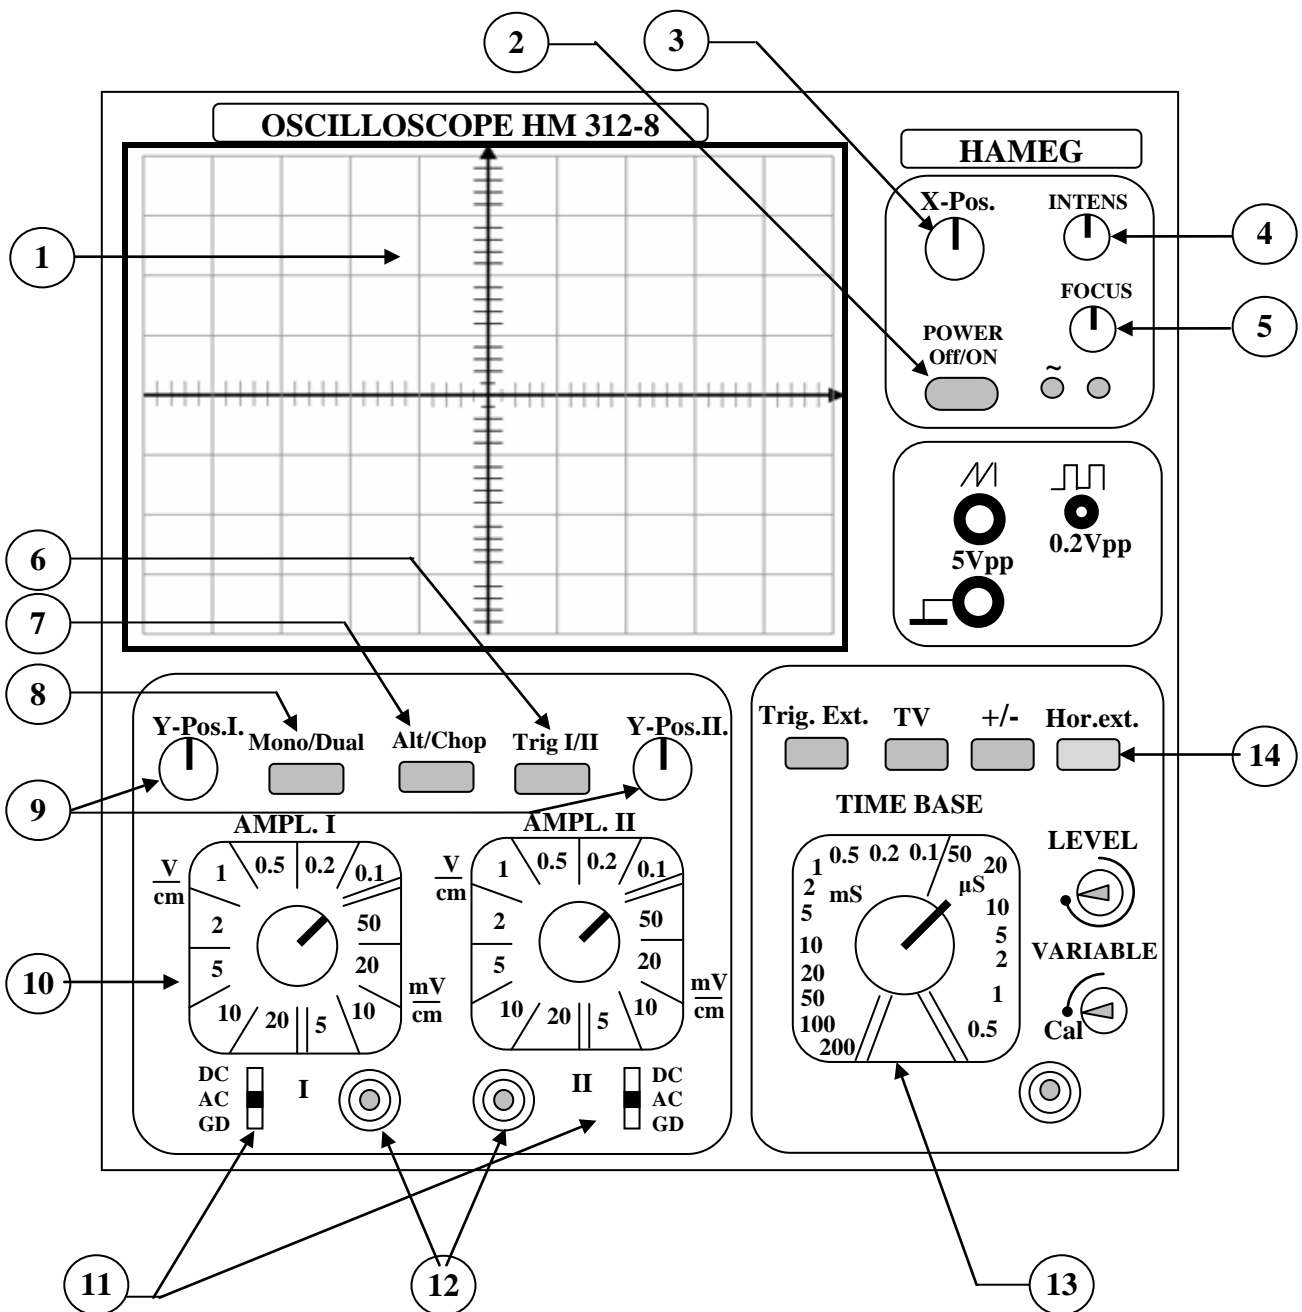 2
3
OSCILLOSCOPE HM 312-8
HAMEG
X-Pos.
INTENS
1
4
FOCUS
5
POWER
Off/ON
~
5Vpp
0.2Vpp
6
7
8
Y-Pos.I.
Mono/Dual
Alt/Chop
Trig I/II
Y-Pos.II.
9
AMPL. I
V
cm
1
0.5
0.2
0.1
2
50
5
20
10
20
5
10
mV
cm
10
AMPL. II
V
cm
1
0.5
0.2
0.1
2
50
5
20
10
20
5
10
mV
cm
DC
AC
GD
I
II
DC
AC
GD
Trig. Ext.
TV
+/-
Hor.ext.
14
TIME BASE
1
0.5
0.2
0.1
50
20
2
mS
µS
10
5
5
10
2
20
50
1
100
0.5
200
LEVEL
VARIABLE
Cal
11
12
13